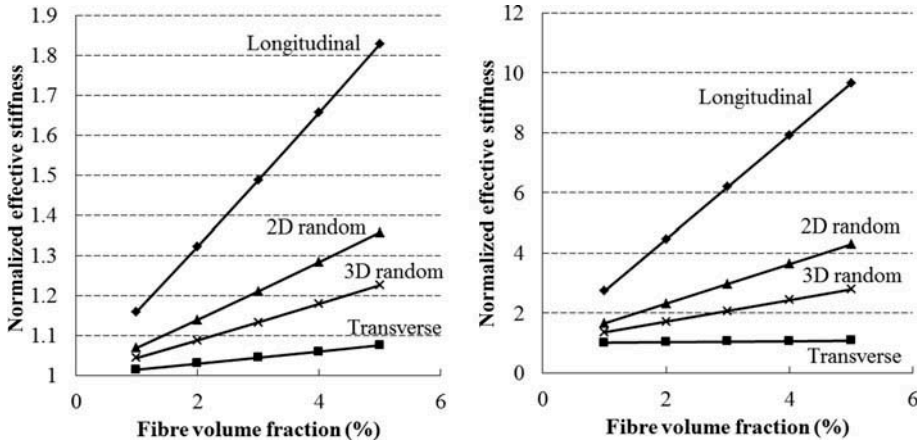 Normalized effective stiffness
1.9
1.8
1.7
1.6
1.5
1.4
1.3
1.2
1.1
1
Longitudinal
2D random
3D random
Transverse
0
2
4
6
Fibre volume fraction (%)
Normalized effective stiffness
12
10
8
6
4
2
0
Longitudinal
2D random
3D random
Transverse
0
2
4
6
Fibre volume fraction (%)